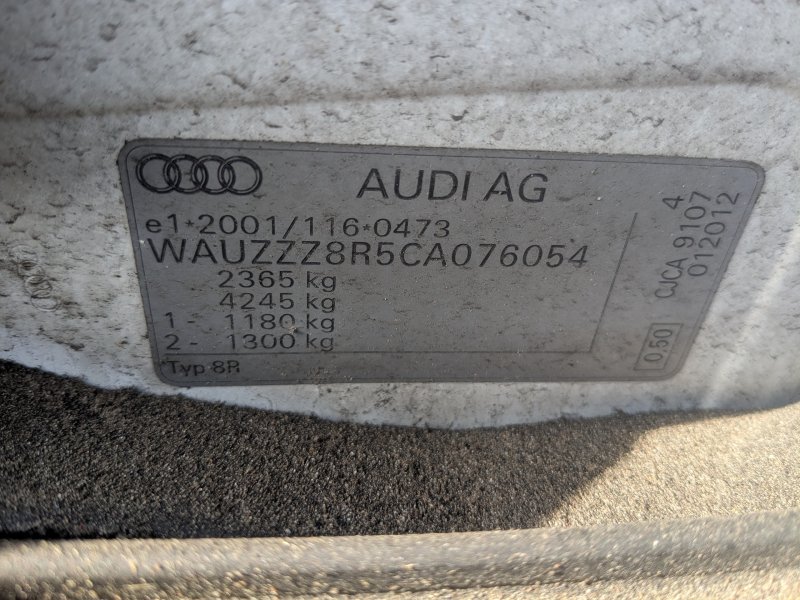 AUDI AG
e1*2001/116*0473
WAUZZZ8R5CA076054
2365 kg
4245 kg
1 - 1180 kg
2 - 1300 kg
Typ 8R
4
CJCA 9107
012012
0,50